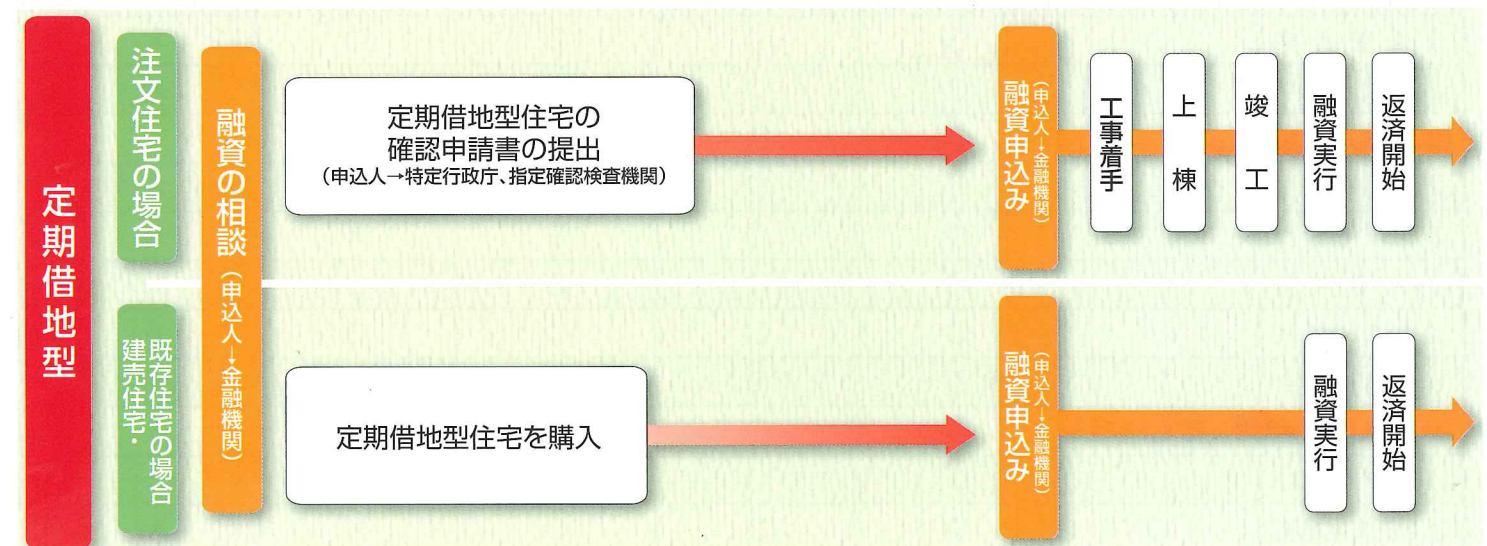 定期借地型
注文住宅の場合
融資の相談（申込人→金融機関）
定期借地型住宅の
確認申請書の提出
（申込人→特定行政庁、指定確認検査機関）
融資申込み
（申込人→金融機関）
工事着手
上棟
竣工
融資実行
返済開始
建売住宅・
既存住宅の場合
定期借地型住宅を購入
融資申込み
（申込人→金融機関）
融資実行
返済開始